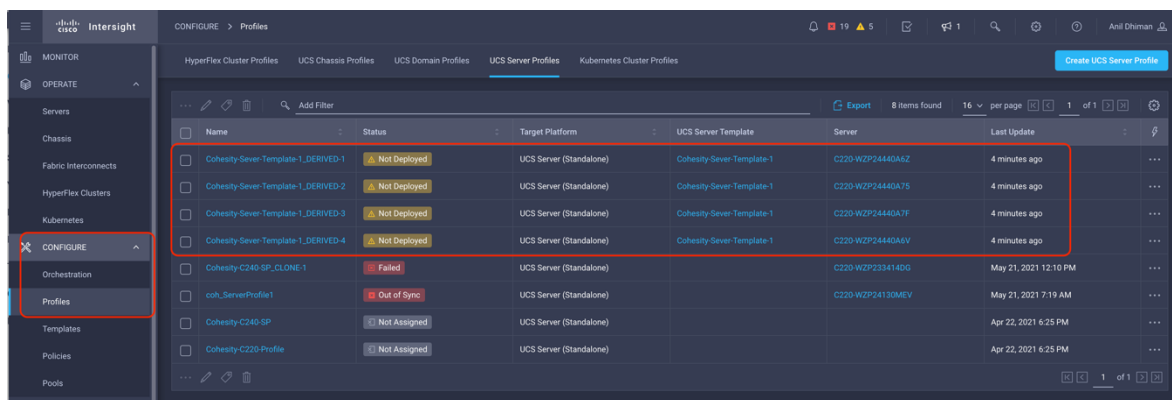 cisco Intersight
CONFIGURE > Profiles
19 5 1 Anil Dhiman
MONITOR
OPERATE
Servers
Chassis
Fabric Interconnects
HyperFlex Clusters
Kubernetes
CONFIGURE
Orchestration
Profiles
Templates
Policies
Pools
HyperFlex Cluster Profiles UCS Chassis Profiles UCS Domain Profiles UCS Server Profiles Kubernetes Cluster Profiles Create UCS Server Profile
Add Filter Export 8 items found 16 per page 1 of 1
Name Status Target Platform UCS Server Template Server Last Update
Cohesity-Sever-Template-1_DERIVED-1 Not Deployed UCS Server (Standalone) Cohesity-Sever-Template-1 C220-WZP24440A6Z 4 minutes ago
Cohesity-Sever-Template-1_DERIVED-2 Not Deployed UCS Server (Standalone) Cohesity-Sever-Template-1 C220-WZP24440A75 4 minutes ago
Cohesity-Sever-Template-1_DERIVED-3 Not Deployed UCS Server (Standalone) Cohesity-Sever-Template-1 C220-WZP24440A7F 4 minutes ago
Cohesity-Sever-Template-1_DERIVED-4 Not Deployed UCS Server (Standalone) Cohesity-Sever-Template-1 C220-WZP24440A6V 4 minutes ago
Cohesity-C240-SP_CLONE-1 Failed UCS Server (Standalone) C220-WZP233414DG May 21, 2021 12:10 PM
coh_ServerProfile1 Out of Sync UCS Server (Standalone) C220-WZP24130MEV May 21, 2021 7:19 AM
Cohesity-C240-SP Not Assigned UCS Server (Standalone) Apr 22, 2021 6:25 PM
Cohesity-C220-Profile Not Assigned UCS Server (Standalone) Apr 22, 2021 6:25 PM
1 of 1